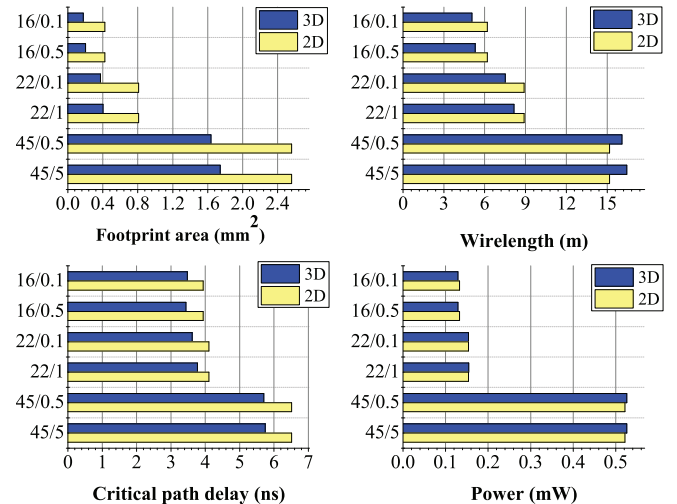 16/0.1
16/0.5
22/0.1
22/1
45/0.5
45/5
3D
2D
0.0 0.4 0.8 1.2 1.6 2.0 2.4
Footprint area (mm²)
16/0.1
16/0.5
22/0.1
22/1
45/0.5
45/5
3D
2D
0 3 6 9 12 15
Wirelength (m)
16/0.1
16/0.5
22/0.1
22/1
45/0.5
45/5
3D
2D
0 1 2 3 4 5 6 7
Critical path delay (ns)
16/0.1
16/0.5
22/0.1
22/1
45/0.5
45/5
3D
2D
0.0 0.1 0.2 0.3 0.4 0.5
Power (mW)